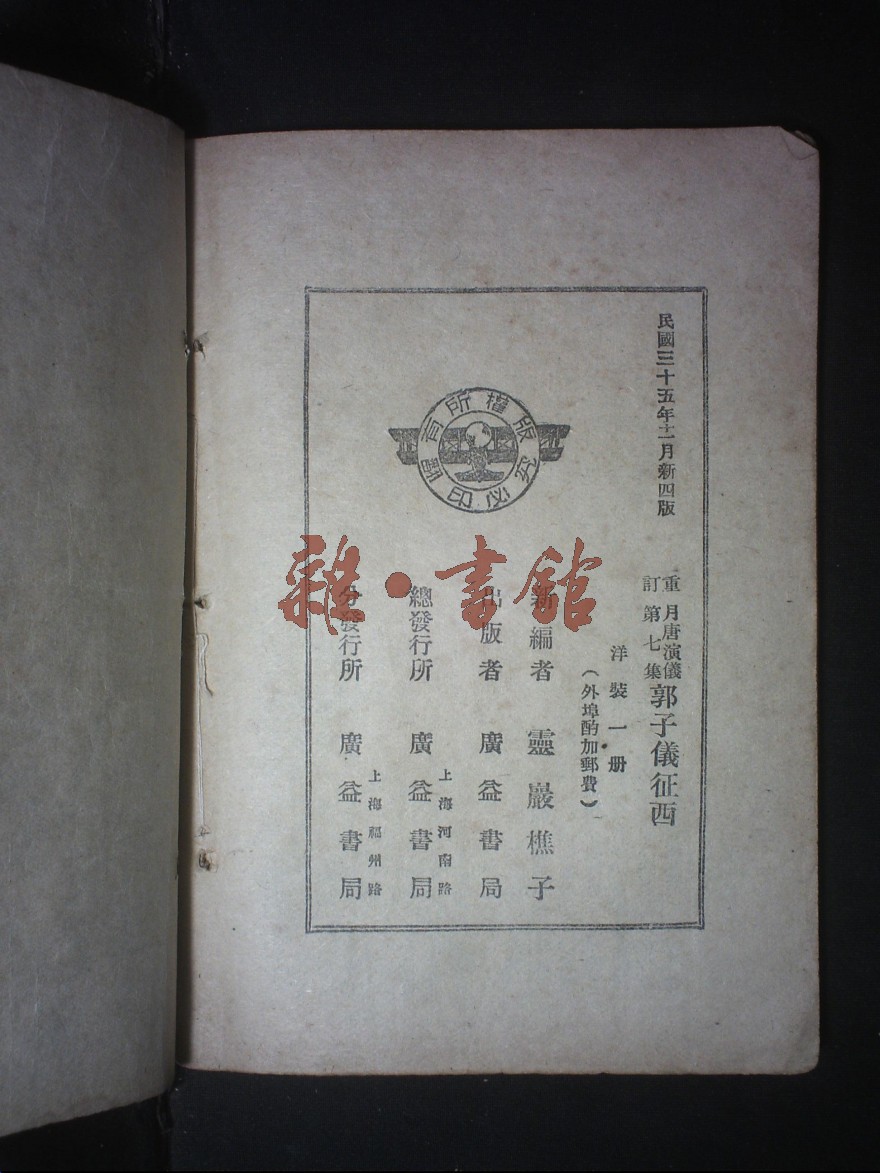 民國三十五年十二月新四版
重訂 月唐演儀第七集 郭子儀征西
洋裝一册
（外埠酌加郵費）
新編者 靈巖樵子
出版者 廣益書局
總發行所 上海河南路 廣益書局
分發行所 上海福州路 廣益書局
版權所有
翻印必究
雜·書館